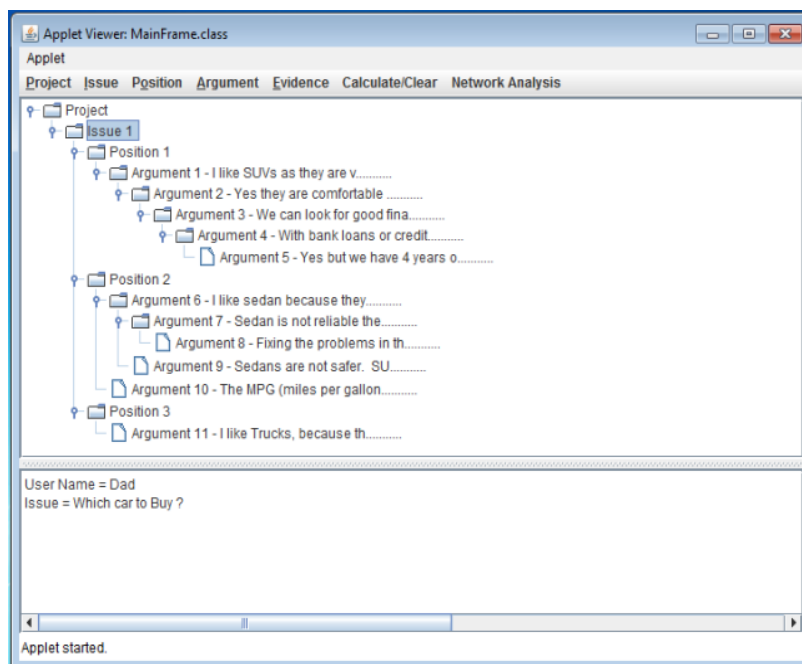 Applet Viewer: MainFrame.class
Applet
Project Issue Position Argument Evidence Calculate/Clear Network Analysis
Project
Issue 1
Position 1
Argument 1 - I like SUVs as they are v...........
Argument 2 - Yes they are comfortable ...........
Argument 3 - We can look for good fina...........
Argument 4 - With bank loans or credit...........
Argument 5 - Yes but we have 4 years o...........
Position 2
Argument 6 - I like sedan because they...........
Argument 7 - Sedan is not reliable the...........
Argument 8 - Fixing the problems in th...........
Argument 9 - Sedans are not safer.  SU...........
Argument 10 - The MPG (miles per gallon...........
Position 3
Argument 11 - I like Trucks, because th...........
User Name = Dad
Issue = Which car to Buy ?
Applet started.